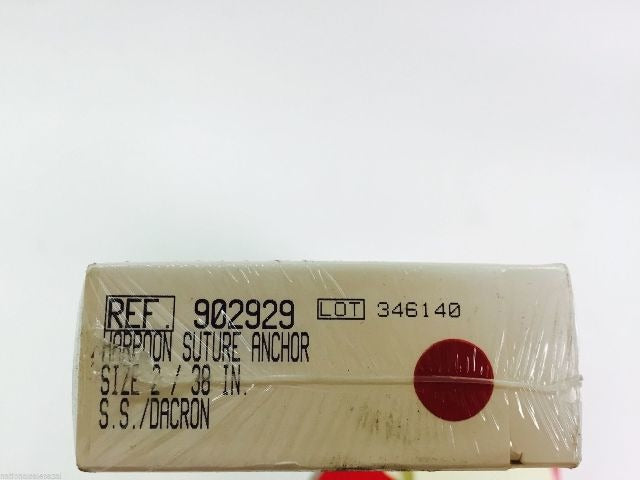 REF. 902929 LOT 346140
HARPOON SUTURE ANCHOR
SIZE 2 / 38 IN.
S.S./DACRON